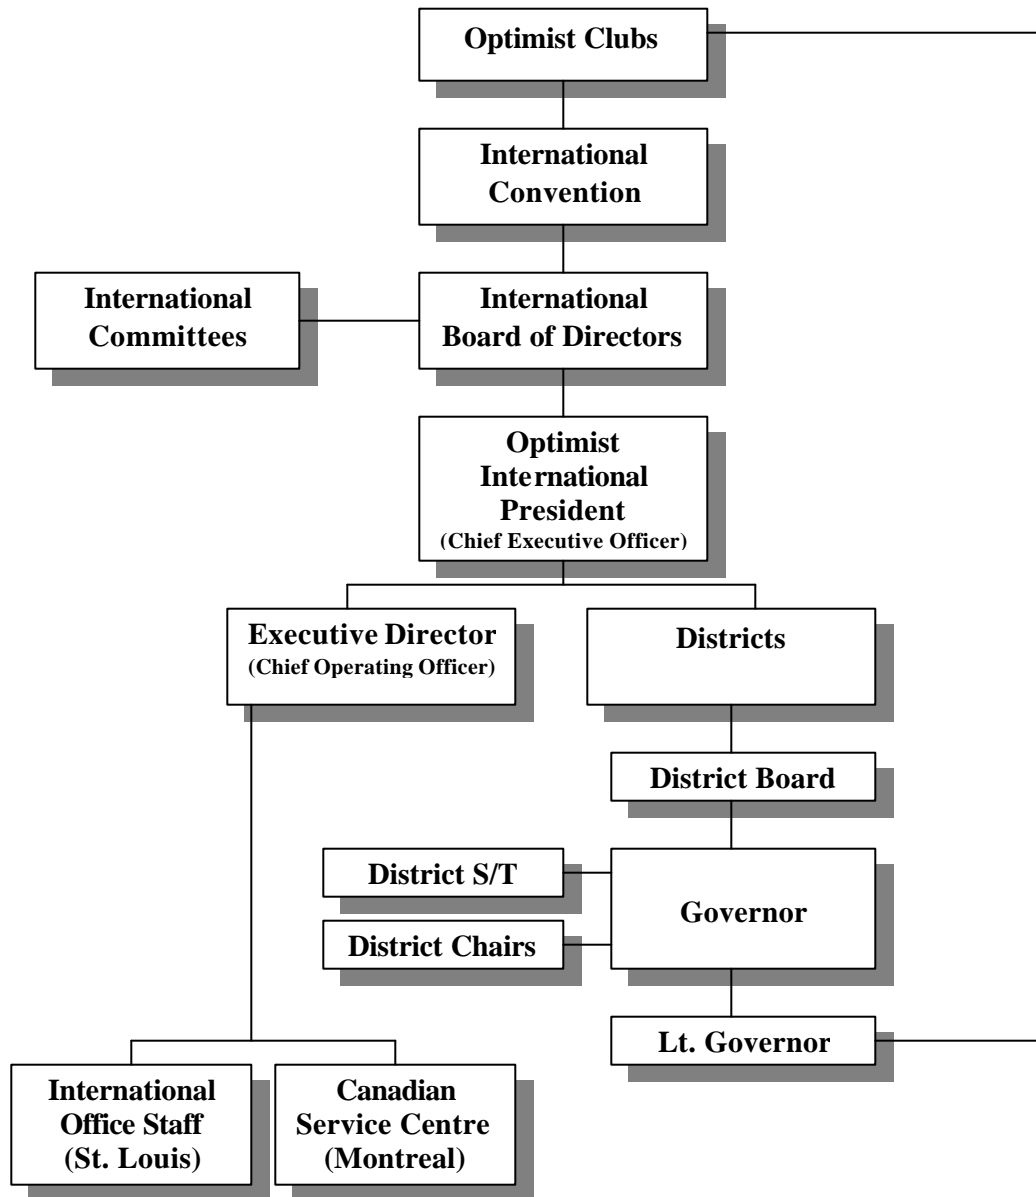 Optimist Clubs
International
Convention
International
Committees
International
Board of Directors
Optimist
International
President
(Chief Executive Officer)
Executive Director
(Chief Operating Officer)
Districts
District Board
District S/T
Governor
District Chairs
Lt. Governor
International
Office Staff
(St. Louis)
Canadian
Service Centre
(Montreal)